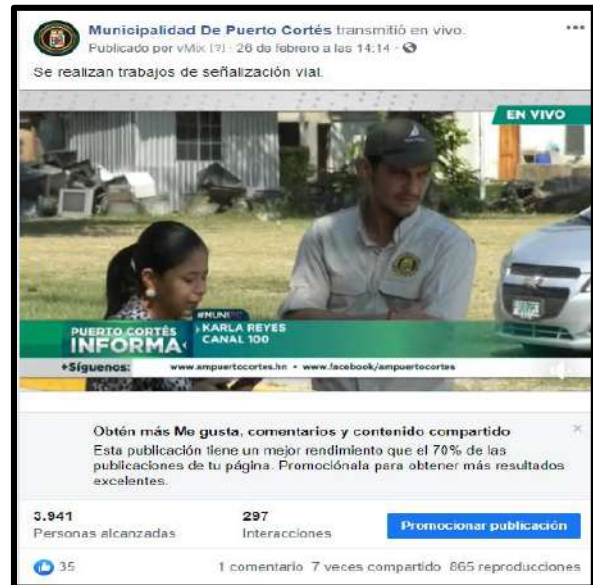 Municipalidad De Puerto Cortés transmitió en vivo.
Publicado por vMix [?] · 26 de febrero a las 14:14 ·
Se realizan trabajos de señalización vial.
EN VIVO
#MUNI
PUERTO CORTÉS
INFORMA
KARLA REYES
CANAL 100
+Síguenos: www.ampuertocortes.hn • www.facebook/ampuertocortes
Obtén más Me gusta, comentarios y contenido compartido
Esta publicación tiene un mejor rendimiento que el 70% de las
publicaciones de tu página. Promociónala para obtener más resultados
excelentes.
3.941
Personas alcanzadas
297
Interacciones
Promocionar publicación
35
1 comentario 7 veces compartido 865 reproducciones